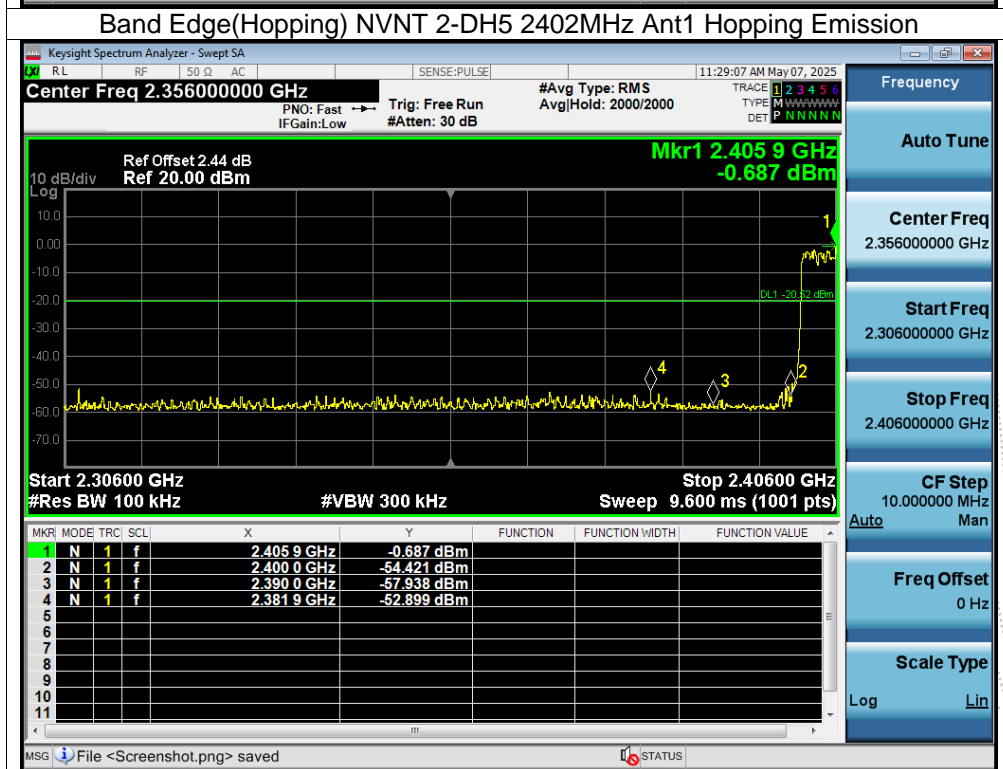 Band Edge(Hopping) NVNT 2-DH5 2402MHz Ant1 Hopping Emission
Keysight Spectrum Analyzer - Swept SA
LXI RL RF 50 Ω AC SENSE:PULSE 11:29:07 AM May 07, 2025
Center Freq 2.356000000 GHz #Avg Type: RMS TRACE 1 2 3 4 5 6
PNO: Fast Trig: Free Run Avg|Hold: 2000/2000 TYPE M WWWWW
IFGain:Low #Atten: 30 dB DET P N N N N N
Frequency
Auto Tune
Ref Offset 2.44 dB Mkr1 2.405 9 GHz
10 dB/div Ref 20.00 dBm -0.687 dBm
Log
10.0
0.00
-10.0
-20.0
-30.0
-40.0
-50.0
-60.0
-70.0
1
DL1 -20.52 dBm
4
3
2
Start 2.30600 GHz Stop 2.40600 GHz
#Res BW 100 kHz #VBW 300 kHz Sweep 9.600 ms (1001 pts)
Center Freq
2.356000000 GHz
Start Freq
2.306000000 GHz
Stop Freq
2.406000000 GHz
CF Step
10.000000 MHz
Auto Man
Freq Offset
0 Hz
Scale Type
Log Lin
MKR MODE TRC SCL X Y FUNCTION FUNCTION WIDTH FUNCTION VALUE
1 N 1 f 2.405 9 GHz -0.687 dBm
2 N 1 f 2.400 0 GHz -54.421 dBm
3 N 1 f 2.390 0 GHz -57.938 dBm
4 N 1 f 2.381 9 GHz -52.899 dBm
5
6
7
8
9
10
11
MSG File <Screenshot.png> saved STATUS